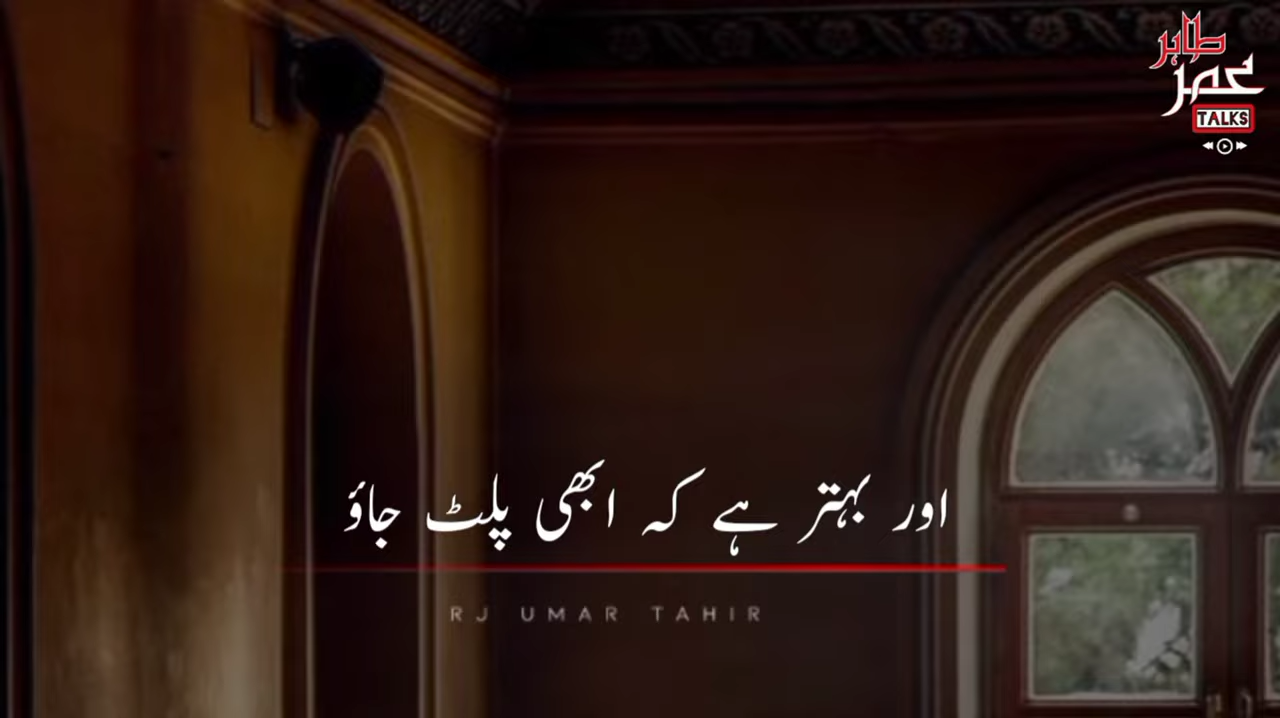 طاہر
عمر
TALKS
اور بہتر ہے کہ ابھی پلٹ جاؤ
RJ UMAR TAHIR